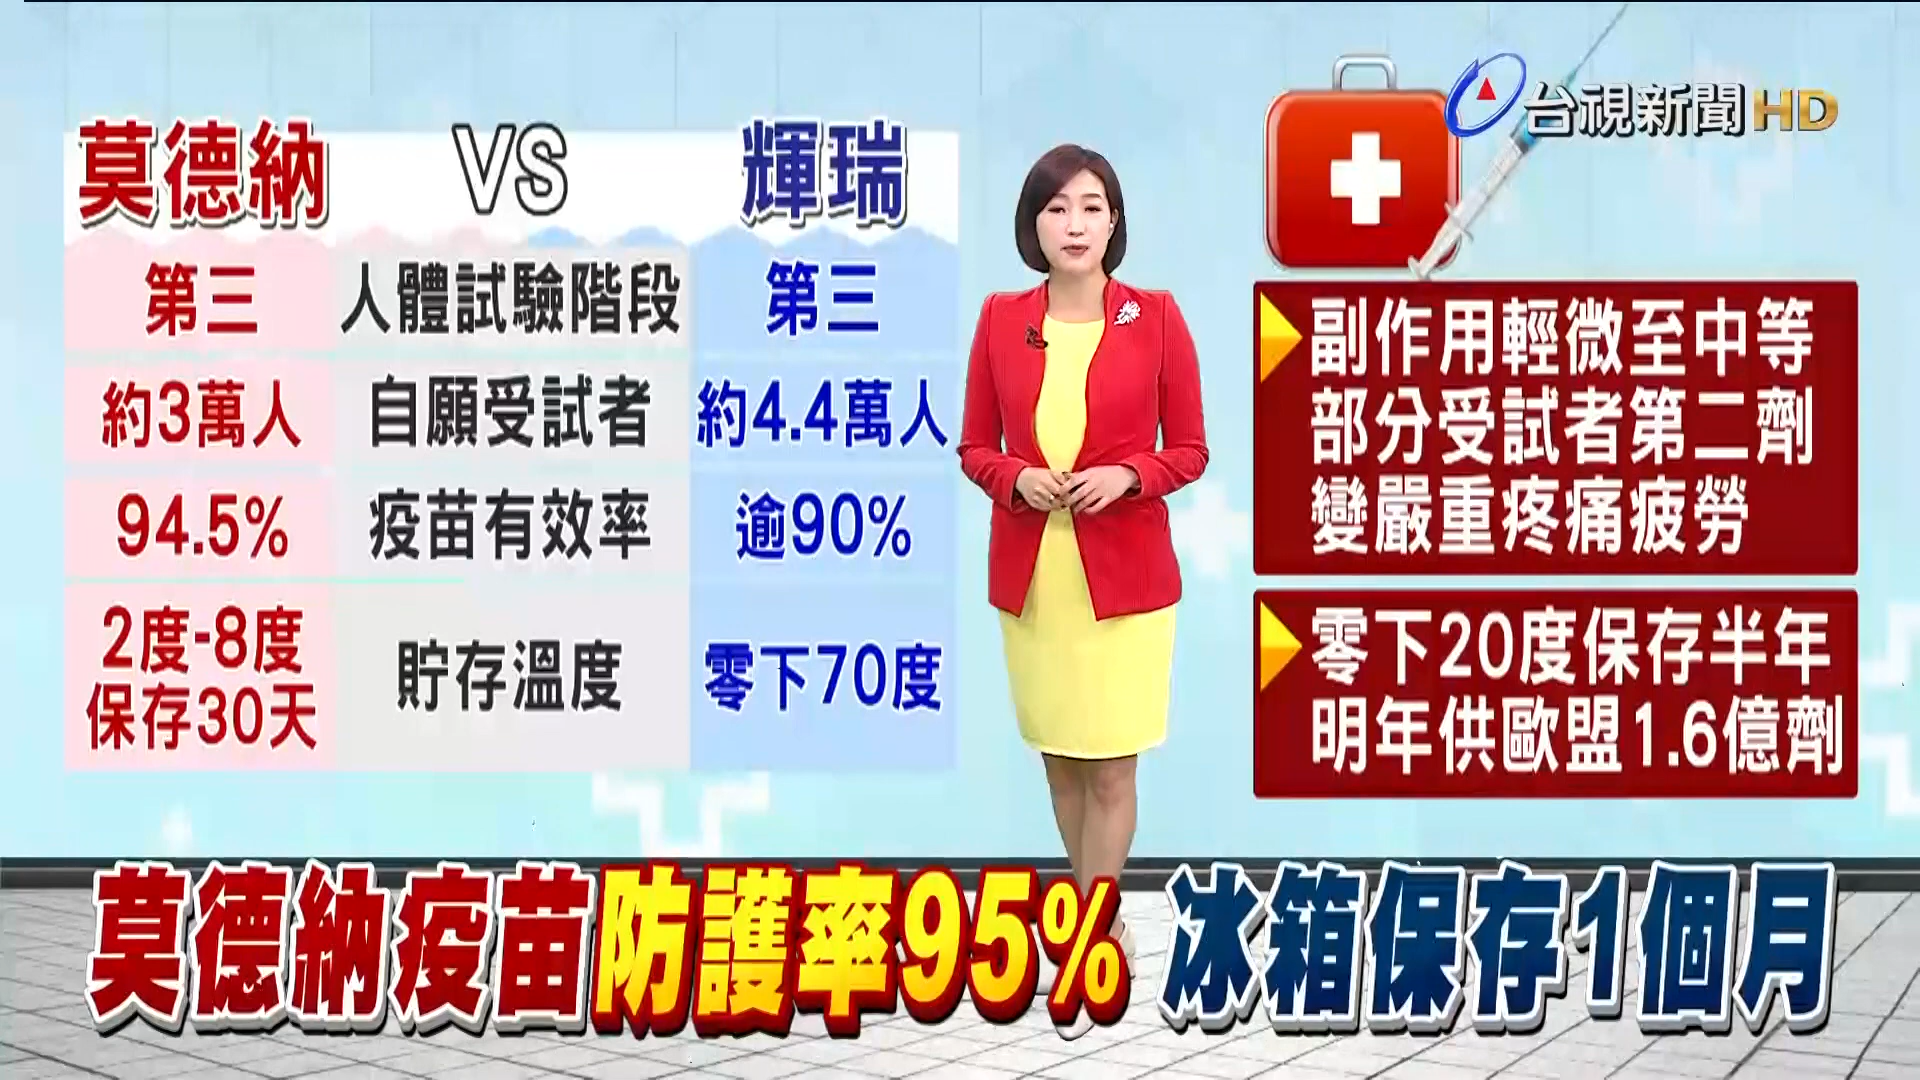 台視新聞HD
莫德納 VS 輝瑞
第三 人體試驗階段 第三
約3萬人 自願受試者 約4.4萬人
94.5% 疫苗有效率 逾90%
2度-8度
保存30天 貯存溫度 零下70度
副作用輕微至中等
部分受試者第二劑
變嚴重疼痛疲勞
零下20度保存半年
明年供歐盟1.6億劑
莫德納疫苗防護率95% 冰箱保存1個月